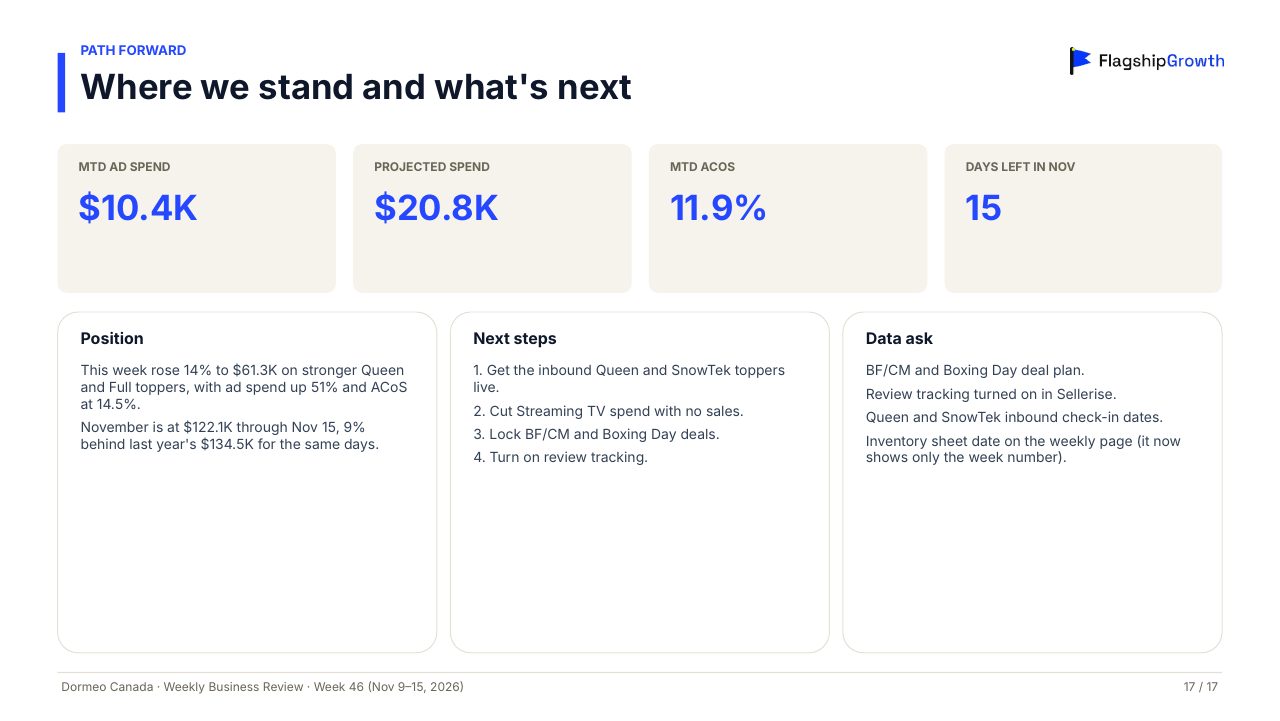 PATH FORWARD
Where we stand and what's next
FlagshipGrowth
MTD AD SPEND
$10.4K
PROJECTED SPEND
$20.8K
MTD ACOS
11.9%
DAYS LEFT IN NOV
15
Position
This week rose 14% to $61.3K on stronger Queen
and Full toppers, with ad spend up 51% and ACoS
at 14.5%.
November is at $122.1K through Nov 15, 9%
behind last year's $134.5K for the same days.
Next steps
1. Get the inbound Queen and SnowTek toppers
live.
2. Cut Streaming TV spend with no sales.
3. Lock BF/CM and Boxing Day deals.
4. Turn on review tracking.
Data ask
BF/CM and Boxing Day deal plan.
Review tracking turned on in Sellerise.
Queen and SnowTek inbound check-in dates.
Inventory sheet date on the weekly page (it now
shows only the week number).
Dormeo Canada · Weekly Business Review · Week 46 (Nov 9–15, 2026)
17 / 17